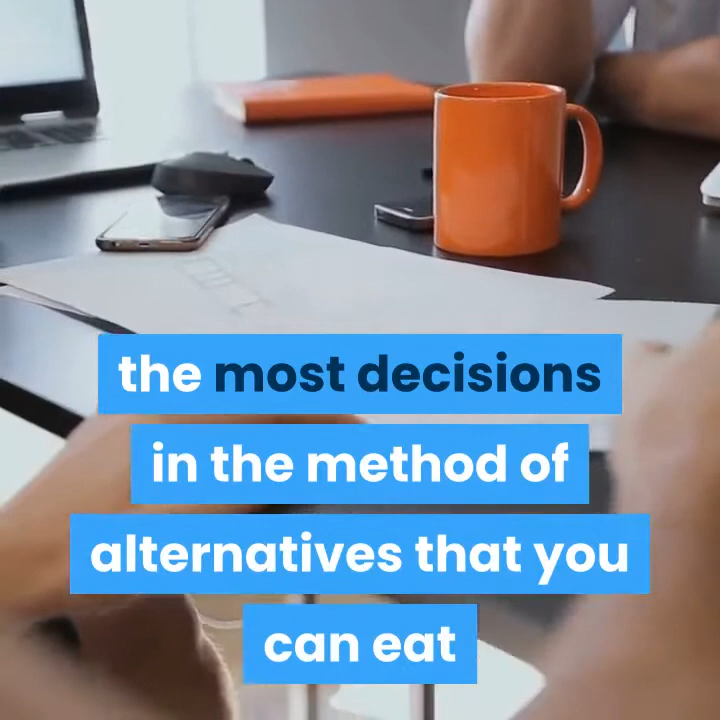 the most decisions
in the method of
alternatives that you
can eat